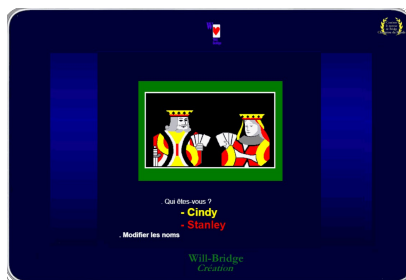 . Qui êtes-vous ?
- Cindy
- Stanley
. Modifier les noms
Will-Bridge
Création